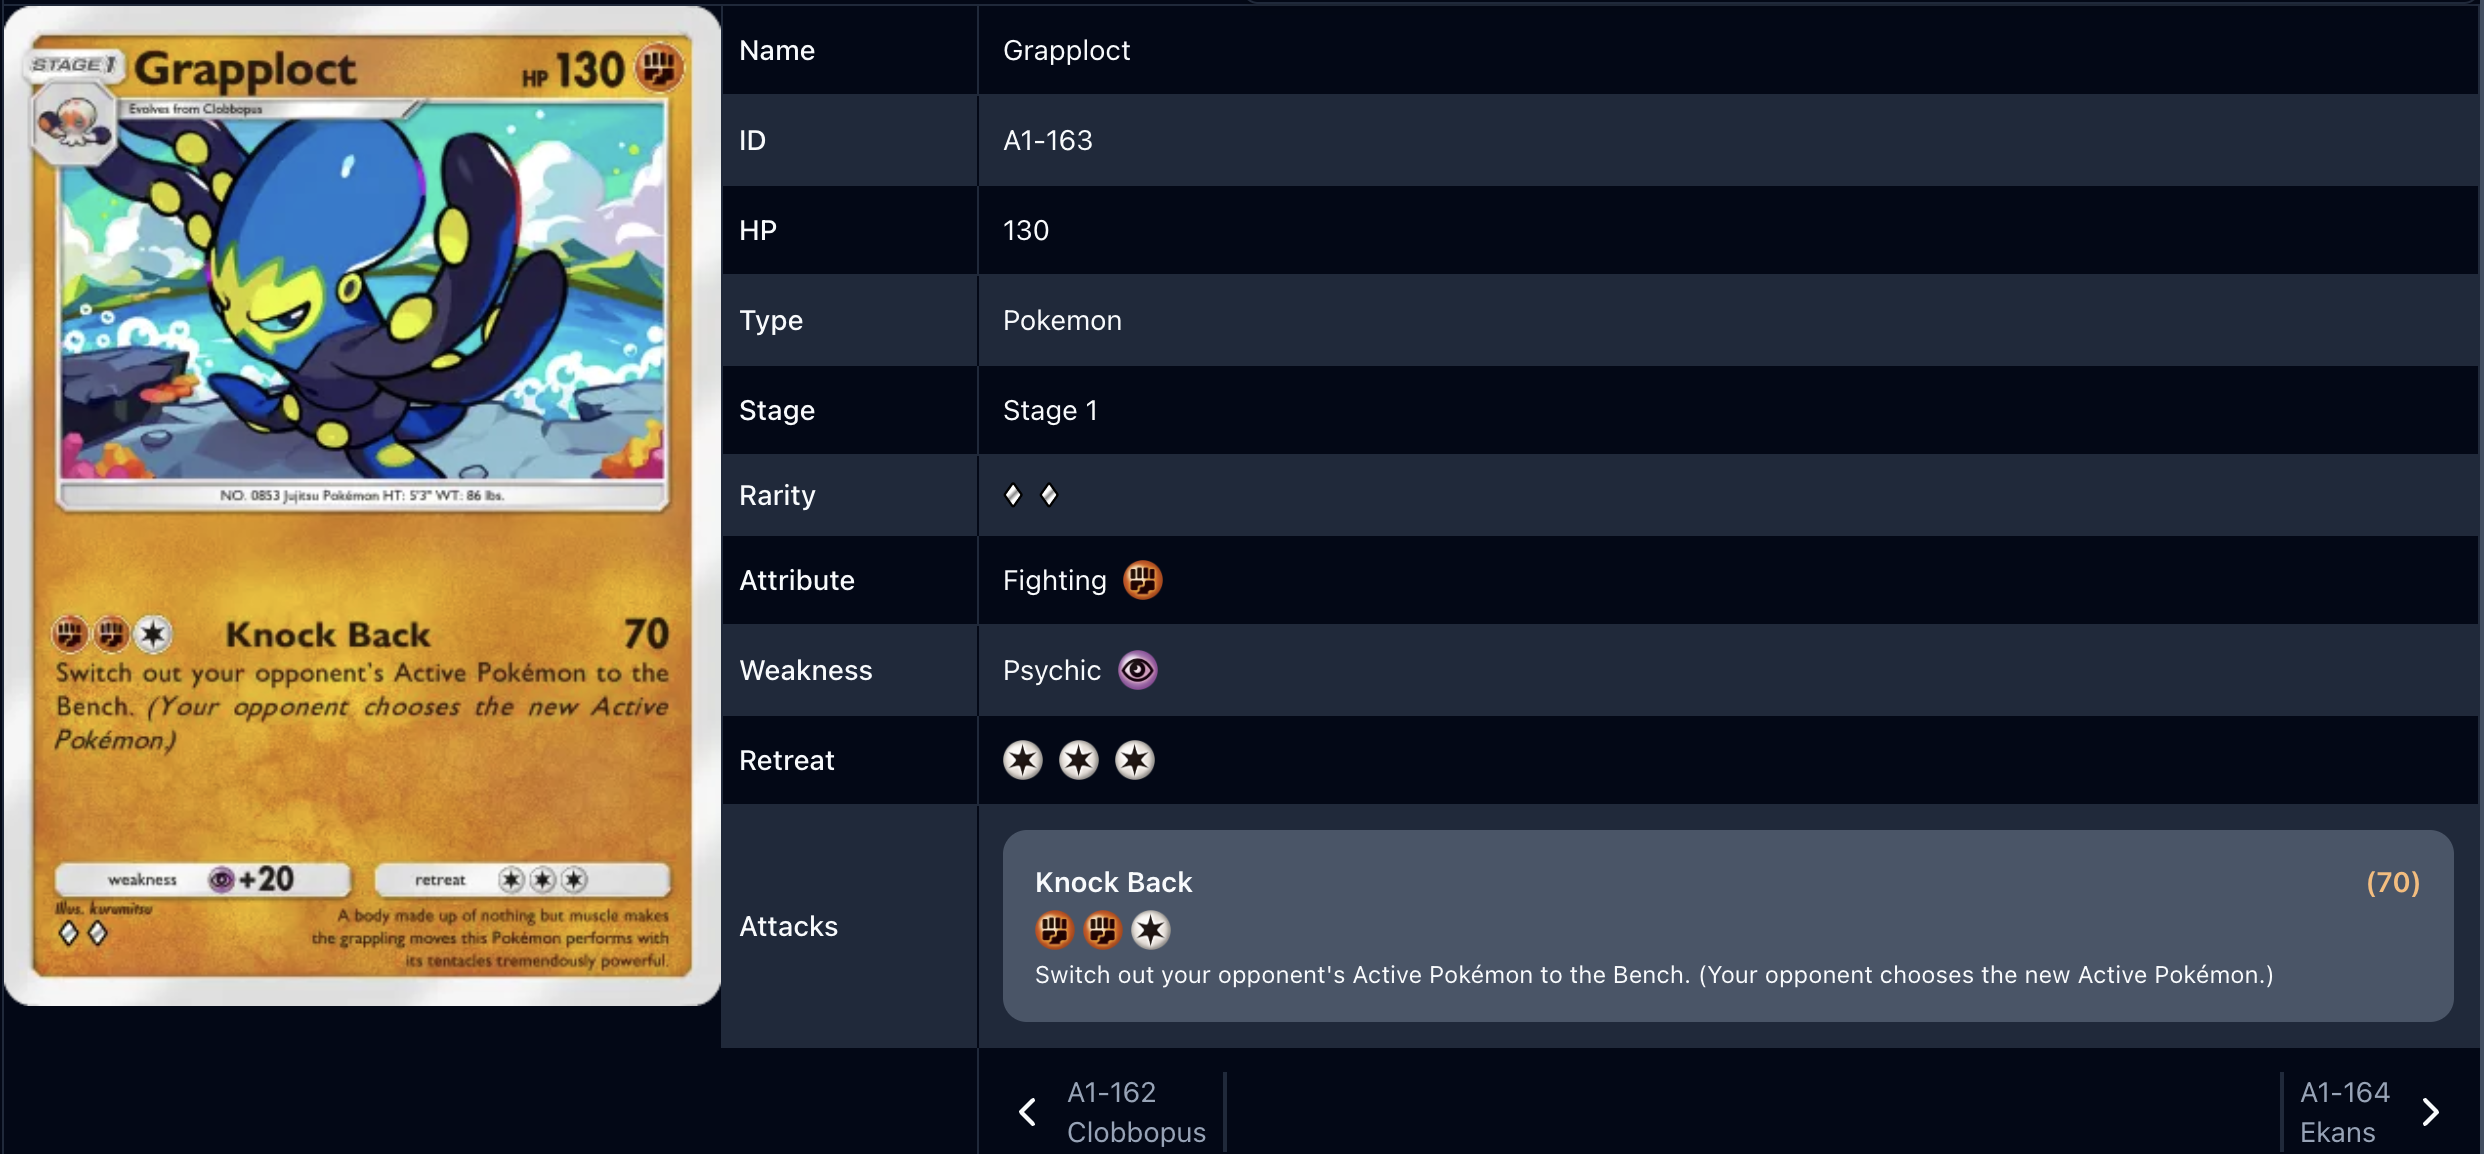 STAGE 1
Grapploct
HP 130
Evolves from Clobbopus
NO. 0853 Jujitsu Pokémon HT: 5'3" WT: 86 lbs.
Knock Back 70
Switch out your opponent's Active Pokémon to the
Bench. (Your opponent chooses the new Active
Pokémon.)
weakness +20
retreat
Illus. kurumitsu
A body made up of nothing but muscle makes
the grappling moves this Pokémon performs with
its tentacles tremendously powerful.
Name Grapploct
ID A1-163
HP 130
Type Pokemon
Stage Stage 1
Rarity
Attribute Fighting
Weakness Psychic
Retreat
Attacks
Knock Back (70)
Switch out your opponent's Active Pokémon to the Bench. (Your opponent chooses the new Active Pokémon.)
A1-162
Clobbopus
A1-164
Ekans